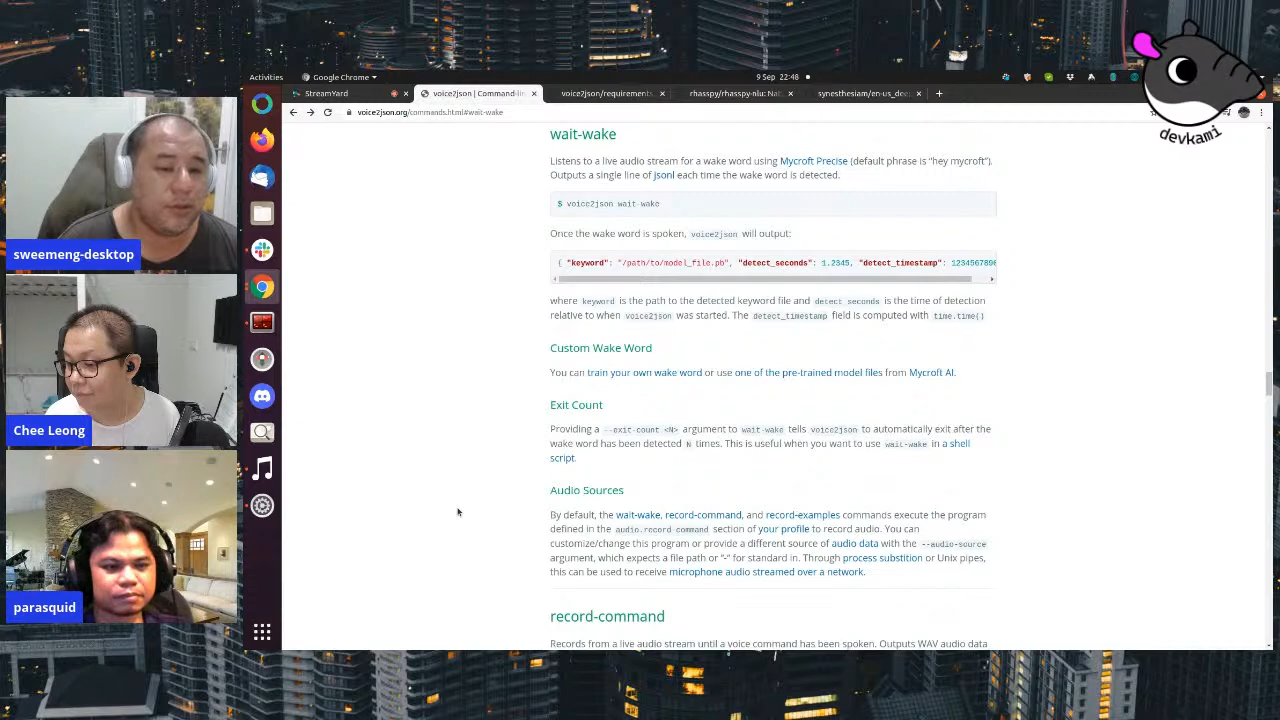 Activities
Google Chrome
9 Sep 22:48
StreamYard
voice2json | Command-lin
voice2json/requirements
rhasspy/rhasspy-nlu: Nat
synesthesiam/en-us_dee
voice2json.org/commands.html#wait-wake
devkami
wait-wake
Listens to a live audio stream for a wake word using Mycroft Precise (default phrase is “hey mycroft”).
Outputs a single line of jsonl each time the wake word is detected.
$ voice2json wait-wake
Once the wake word is spoken, voice2json will output:
{ "keyword": "/path/to/model_file.pb", "detect_seconds": 1.2345, "detect_timestamp": 1234567890
where keyword is the path to the detected keyword file and detect_seconds is the time of detection
relative to when voice2json was started. The detect_timestamp field is computed with time.time()
Custom Wake Word
You can train your own wake word or use one of the pre-trained model files from Mycroft AI.
Exit Count
Providing a --exit-count <N> argument to wait-wake tells voice2json to automatically exit after the
wake word has been detected N times. This is useful when you want to use wait-wake in a shell
script.
Audio Sources
By default, the wait-wake, record-command, and record-examples commands execute the program
defined in the audio.record-command section of your profile to record audio. You can
customize/change this program or provide a different source of audio data with the --audio-source
argument, which expects a file path or “-” for standard in. Through process substition or Unix pipes,
this can be used to receive microphone audio streamed over a network.
record-command
Records from a live audio stream until a voice command has been spoken. Outputs WAV audio data
sweemeng-desktop
Chee Leong
parasquid